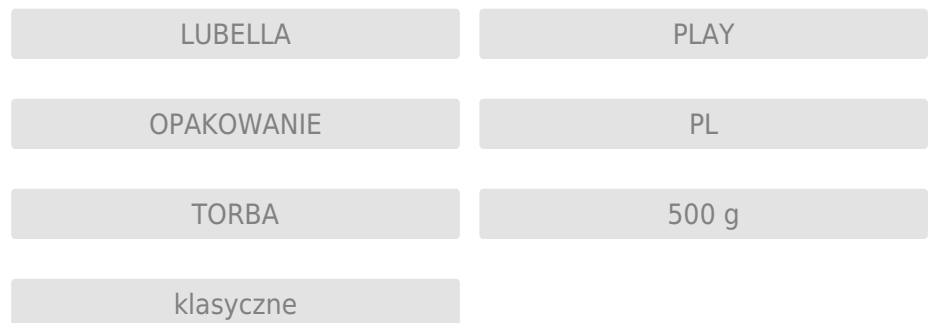 LUBELLA
PLAY
OPAKOWANIE
PL
TORBA
500 g
klasyczne